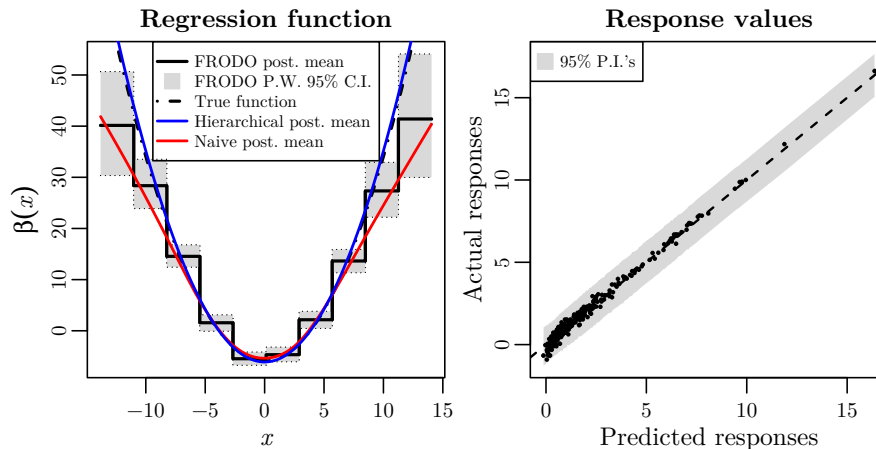 Regression function
FRODO post. mean
FRODO P.W. 95% C.I.
True function
Hierarchical post. mean
Naive post. mean
β(x)
0
10
20
30
40
50
−10
−5
0
5
10
15
x
Response values
95% P.I.'s
Actual responses
0
5
10
15
0
5
10
15
Predicted responses